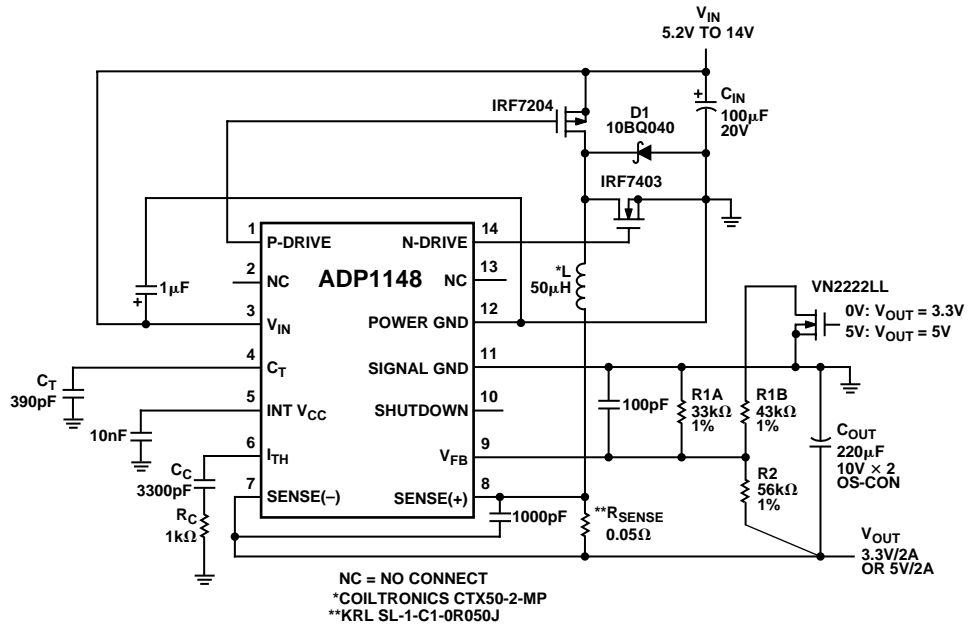 V_IN
5.2V TO 14V
IRF7204
D1
10BQ040
+
C_IN
100μF
20V
IRF7403
1
P-DRIVE
N-DRIVE
14
ADP1148
2
NC
NC
13
1μF
+
3
V_IN
POWER GND
12
*L
50μH
VN2222LL
0V: V_OUT = 3.3V
5V: V_OUT = 5V
4
C_T
SIGNAL GND
11
C_T
390pF
5
INT V_CC
SHUTDOWN
10
10nF
100pF
R1A
33kΩ
1%
R1B
43kΩ
1%
6
I_TH
V_FB
9
C_OUT
220μF
10V × 2
OS-CON
C_C
3300pF
R2
56kΩ
1%
7
SENSE(–)
SENSE(+)
8
R_C
1kΩ
1000pF
**R_SENSE
0.05Ω
V_OUT
3.3V/2A
OR 5V/2A
NC = NO CONNECT
*COILTRONICS CTX50-2-MP
**KRL SL-1-C1-0R050J